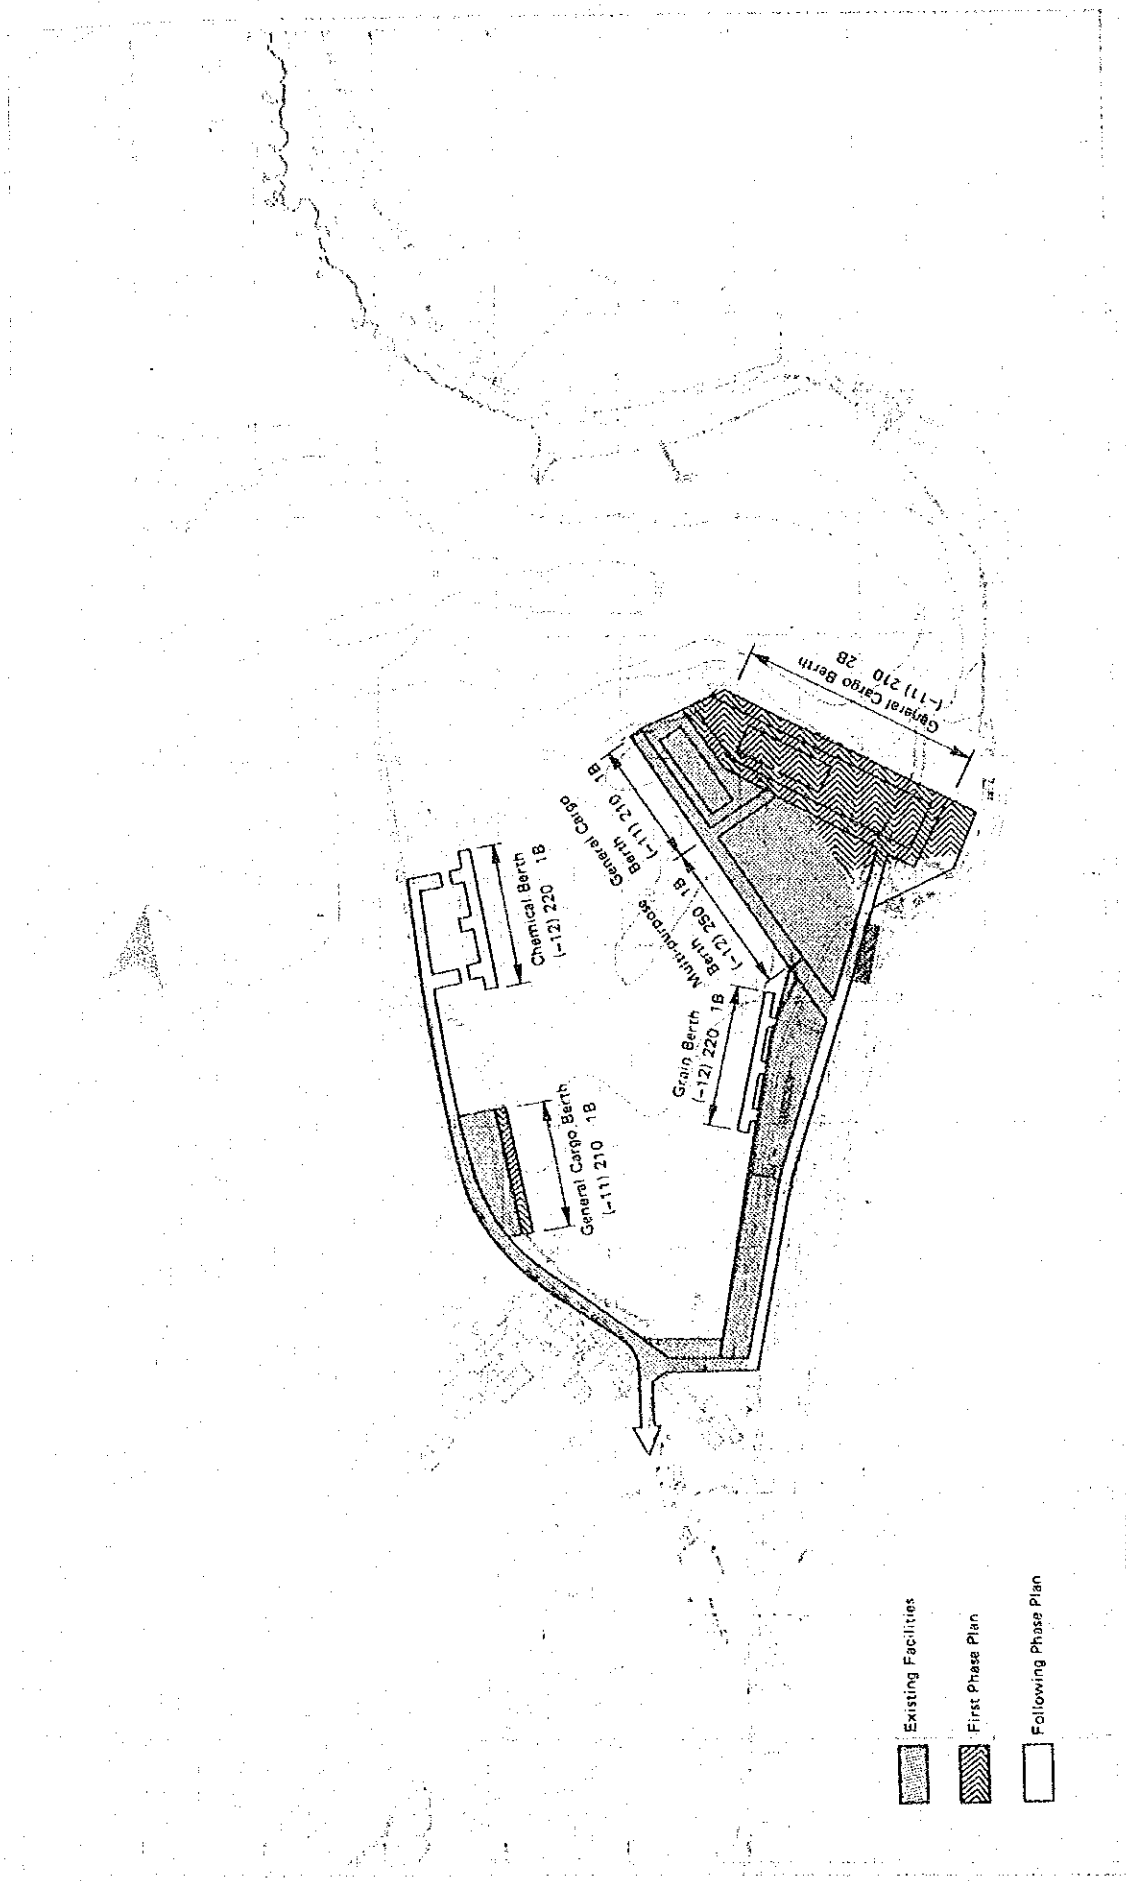 Chemical Berth
(-12) 220 1B
General Cargo Berth
(-11) 210 1B
General Cargo
Berth
(-11) 210 1B
Multi-purpose
Berth
(-12) 250 1B
Grain Berth
(-12) 220 1B
General Cargo Berth
(-11) 210 2B
Existing Facilities
First Phase Plan
Following Phase Plan